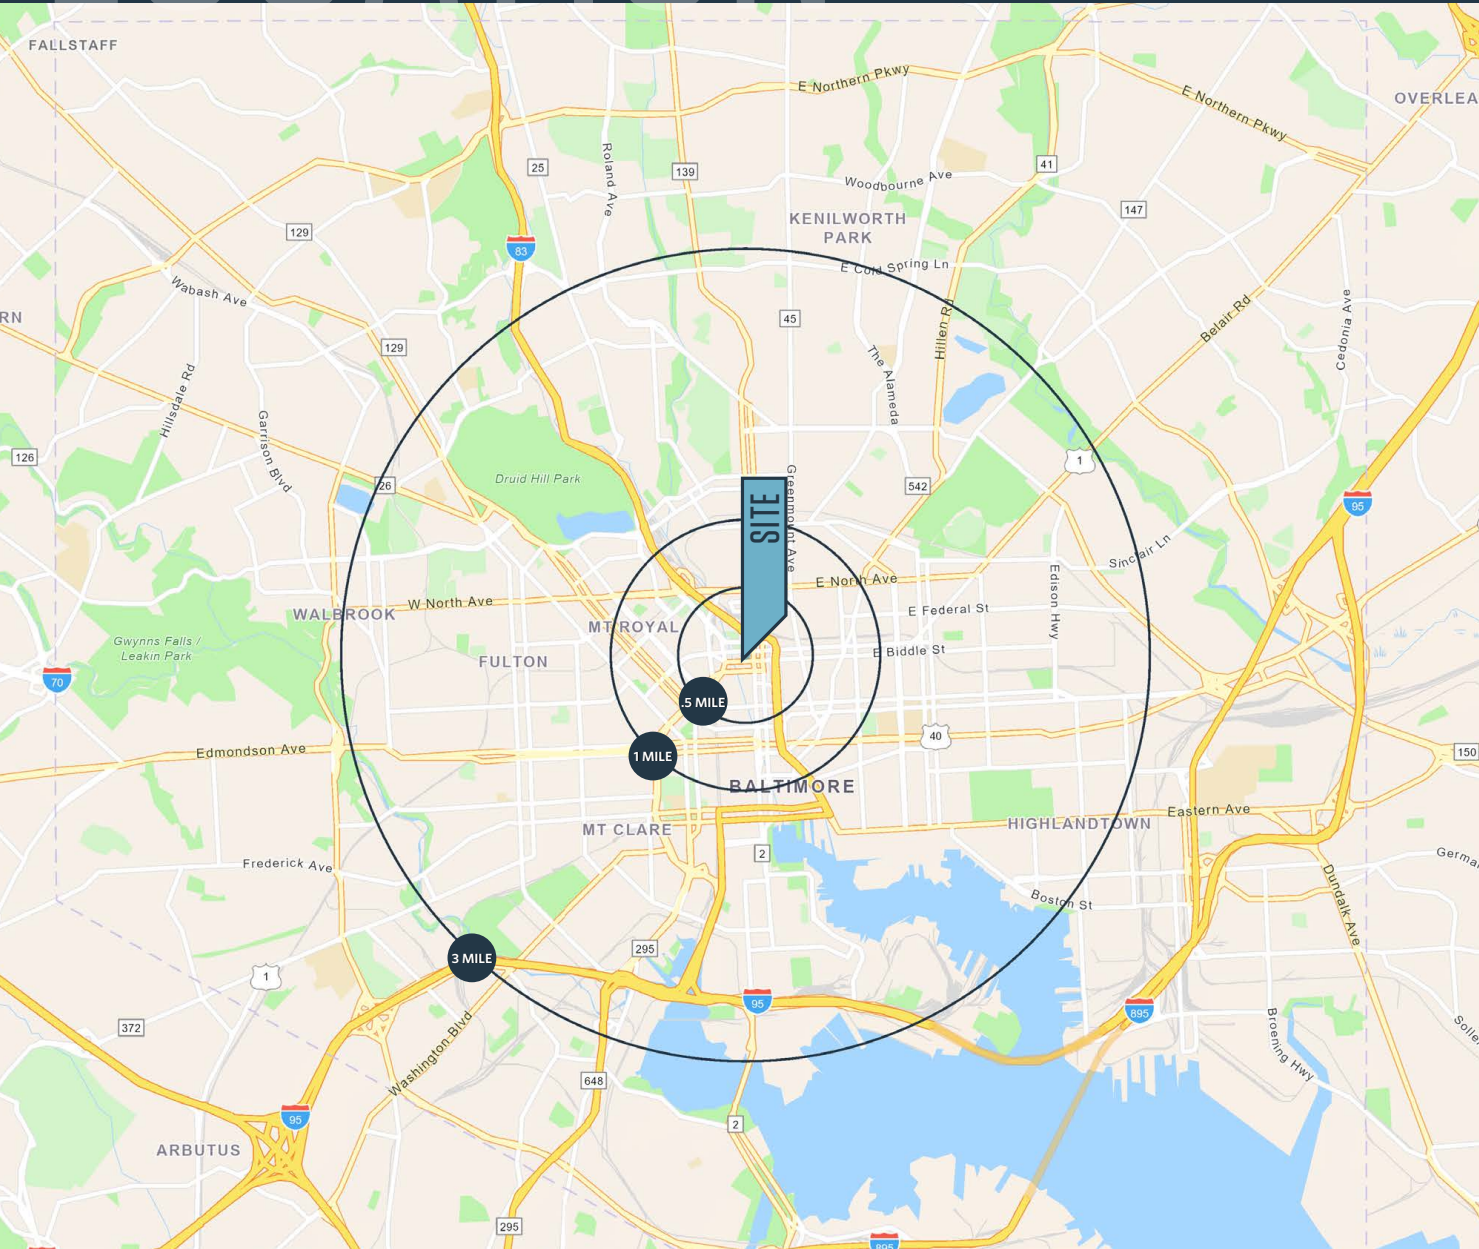 FALLSTAFF
E Northern Pkwy
E Northern Pkwy
OVERLEA
25
Roland Ave
139
41
Woodbourne Ave
147
KENILWORTH
PARK
129
83
E Cold Spring Ln
Wabash Ave
RN
45
Hillen Rd
Belair Rd
Cedonia Ave
129
The Alameda
Hillsdale Rd
Garrison Blvd
126
26
Druid Hill Park
SITE
Greenmount Ave
542
1
95
Sinclair Ln
Edison Hwy
E North Ave
W North Ave
E Federal St
WALBROOK
MT ROYAL
Gwynns Falls /
Leakin Park
FULTON
E Biddle St
70
.5 MILE
40
Edmondson Ave
1 MILE
150
BALTIMORE
Eastern Ave
MT CLARE
HIGHLANDTOWN
2
Frederick Ave
Germa
Boston St
Dundalk Ave
295
3 MILE
1
95
895
372
Washington Blvd
Broening Hwy
Solle
648
95
2
ARBUTUS
295
895